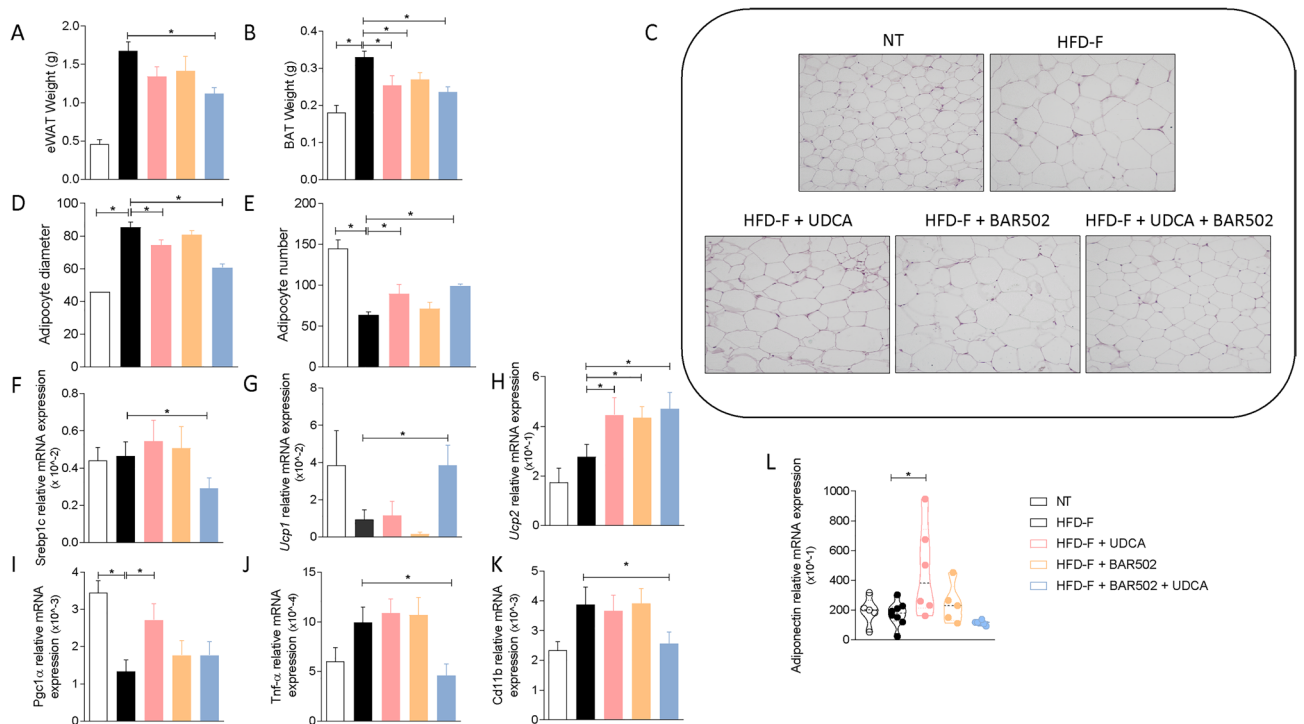 A
eWAT Weight (g)
2.0
1.5
1.0
0.5
0.0
*
B
BAT Weight (g)
0.4
0.3
0.2
0.1
0.0
*
*
*
*
C
NT
HFD-F
HFD-F + UDCA
HFD-F + BAR502
HFD-F + UDCA + BAR502
D
Adipocyte diameter
100
80
60
40
20
0
*
*
*
E
Adipocyte number
200
150
100
50
0
*
*
*
F
Srebp1c relative mRNA expression
(x 10^-2)
0.8
0.6
0.4
0.2
0.0
*
G
Ucp1 relative mRNA expression
(x10^-2)
8
6
4
2
0
*
H
Ucp2 relative mRNA expression
(x10^-1)
6
4
2
0
*
*
*
I
Pgc1α relative mRNA
expression (x10^-3)
4
3
2
1
0
*
*
J
Tnf-α relative mRNA
expression (x10^-4)
15
10
5
0
*
K
Cd11b relative mRNA
expression (x10^-3)
5
4
3
2
1
0
*
L
Adiponectin relative mRNA expression
(x10^-1)
1000
800
600
400
200
0
*
NT
HFD-F
HFD-F + UDCA
HFD-F + BAR502
HFD-F + BAR502 + UDCA